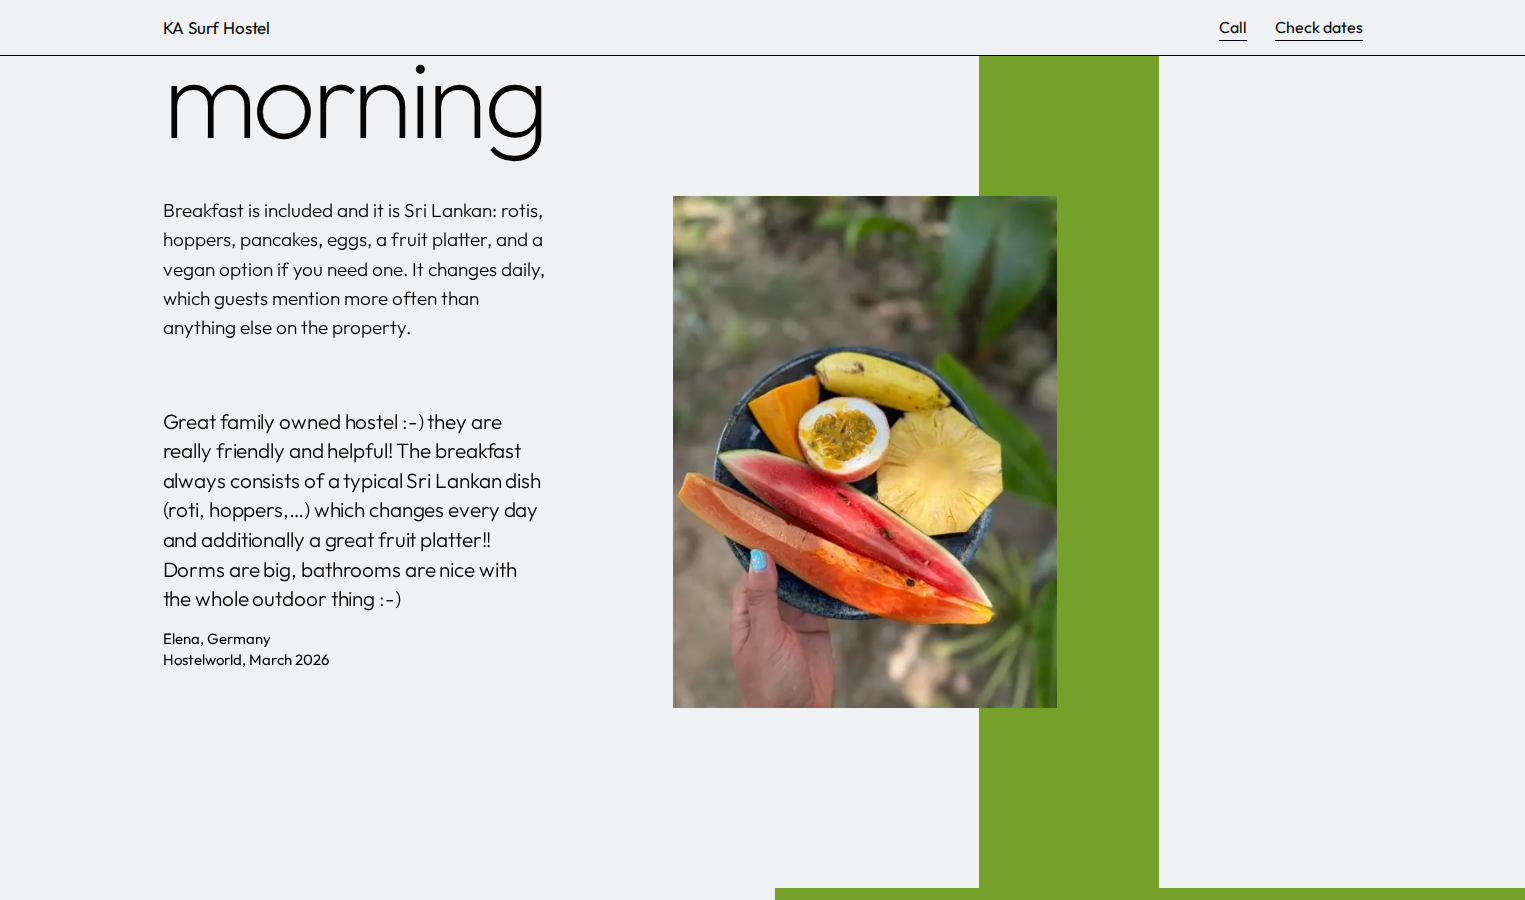 KA Surf Hostel
Call
Check dates
morning
Breakfast is included and it is Sri Lankan: rotis,
hoppers, pancakes, eggs, a fruit platter, and a
vegan option if you need one. It changes daily,
which guests mention more often than
anything else on the property.
Great family owned hostel :-) they are
really friendly and helpful! The breakfast
always consists of a typical Sri Lankan dish
(roti, hoppers,...) which changes every day
and additionally a great fruit platter!!
Dorms are big, bathrooms are nice with
the whole outdoor thing :-)
Elena, Germany
Hostelworld, March 2026